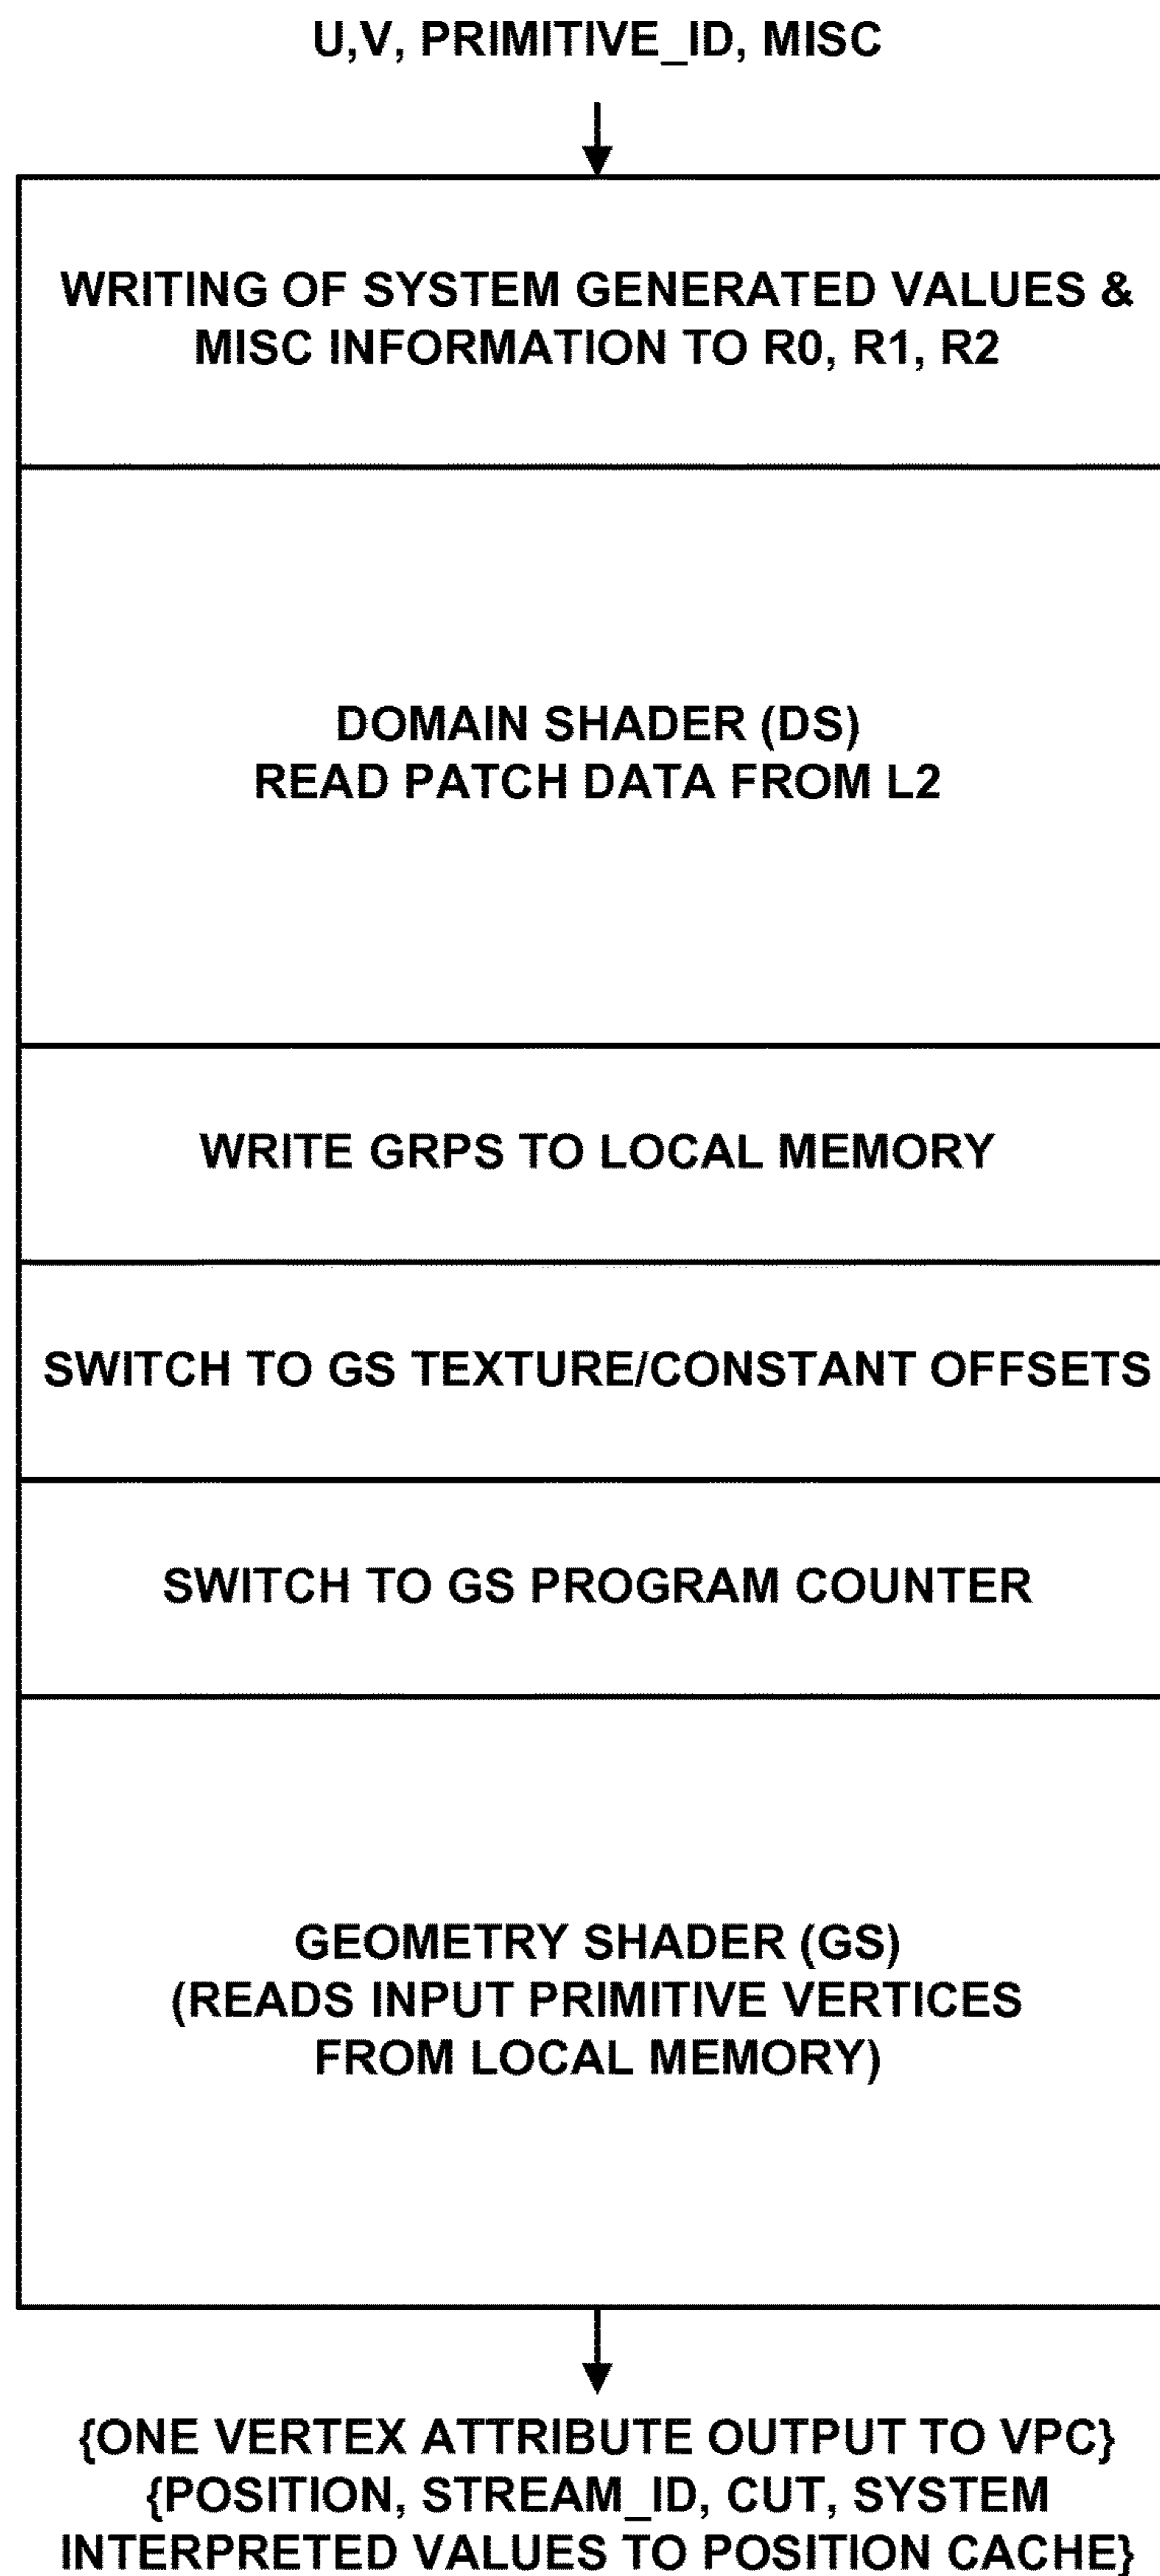 U,V, PRIMITIVE_ID, MISC
WRITING OF SYSTEM GENERATED VALUES &
MISC INFORMATION TO R0, R1, R2
DOMAIN SHADER (DS)
READ PATCH DATA FROM L2
WRITE GRPS TO LOCAL MEMORY
SWITCH TO GS TEXTURE/CONSTANT OFFSETS
SWITCH TO GS PROGRAM COUNTER
GEOMETRY SHADER (GS)
(READS INPUT PRIMITIVE VERTICES
FROM LOCAL MEMORY)
{ONE VERTEX ATTRIBUTE OUTPUT TO VPC}
{POSITION, STREAM_ID, CUT, SYSTEM
INTERPRETED VALUES TO POSITION CACHE}